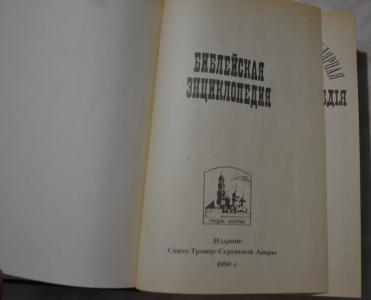 БИБЛЕЙСКАЯ
ЭНЦИКЛОПЕДИЯ
Издание
Свято-Троице-Сергиевой Лавры
1990 г.